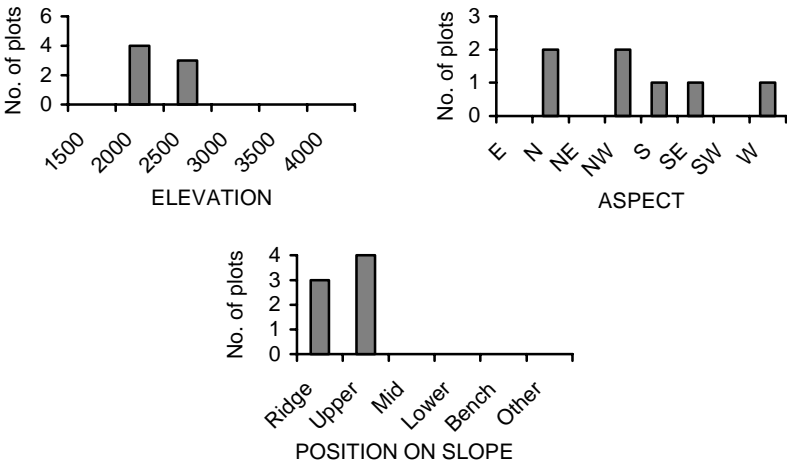 No. of plots
6
4
2
0
1500
2000
2500
3000
3500
4000
ELEVATION
No. of plots
3
2
1
0
E
N
NE
NW
S
SE
SW
W
ASPECT
No. of plots
4
3
2
1
0
Ridge
Upper
Mid
Lower
Bench
Other
POSITION ON SLOPE